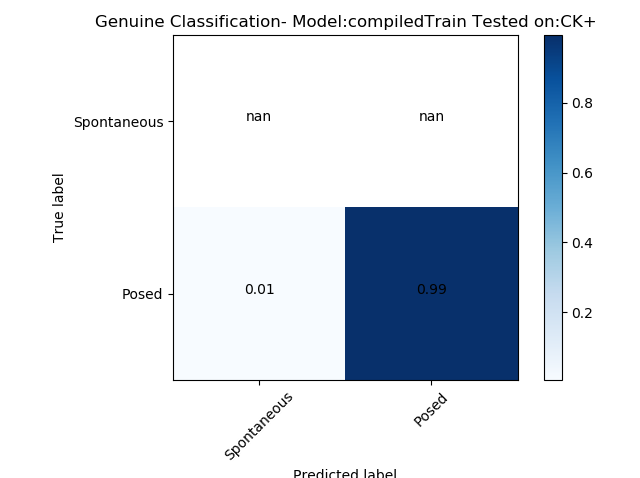 Genuine Classification- Model:compiledTrain Tested on:CK+
Spontaneous
nan
nan
0.8
0.6
True label
0.4
Posed
0.01
0.99
0.2
Spontaneous
Posed
Predicted label